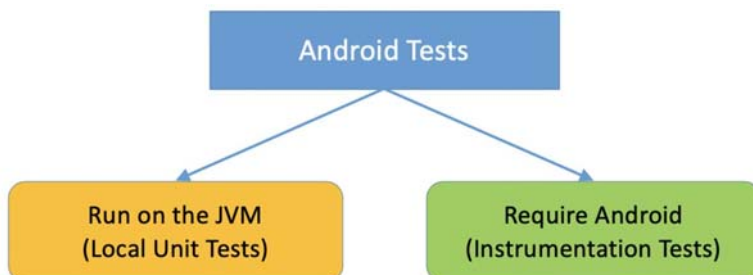 Android Tests
Run on the JVM
(Local Unit Tests)
Require Android
(Instrumentation Tests)